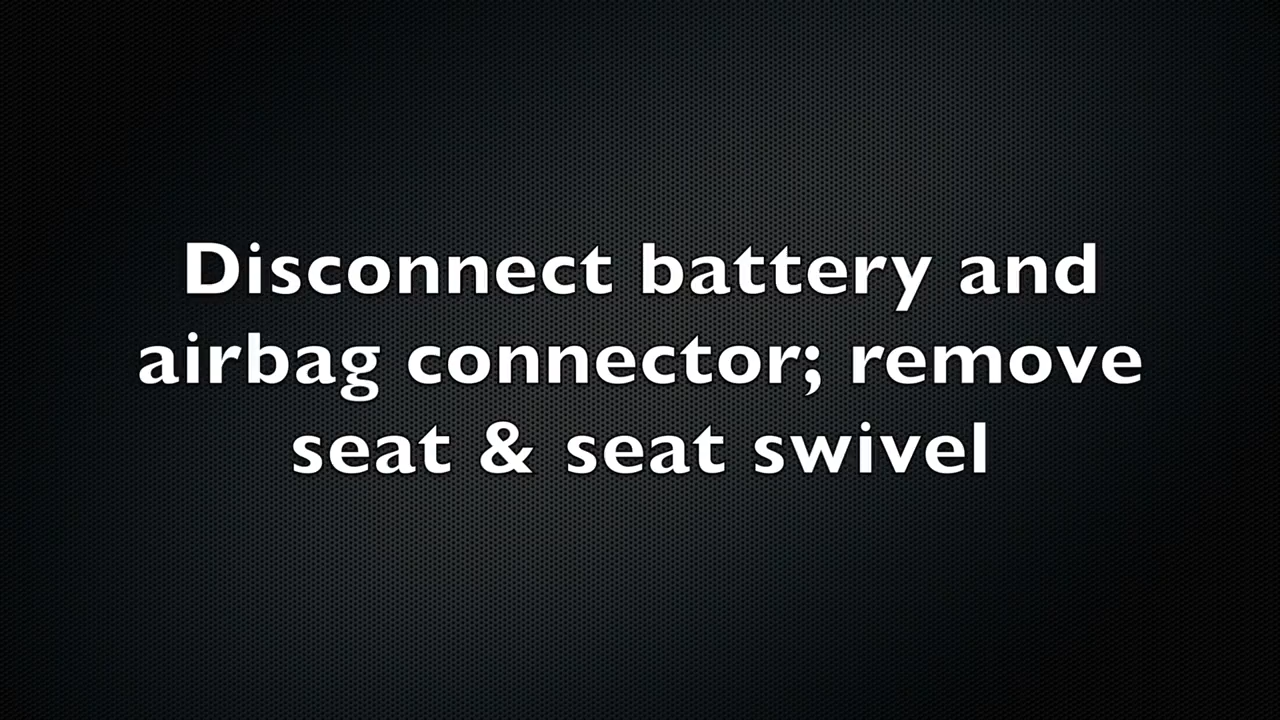 Disconnect battery and
airbag connector; remove
seat & seat swivel